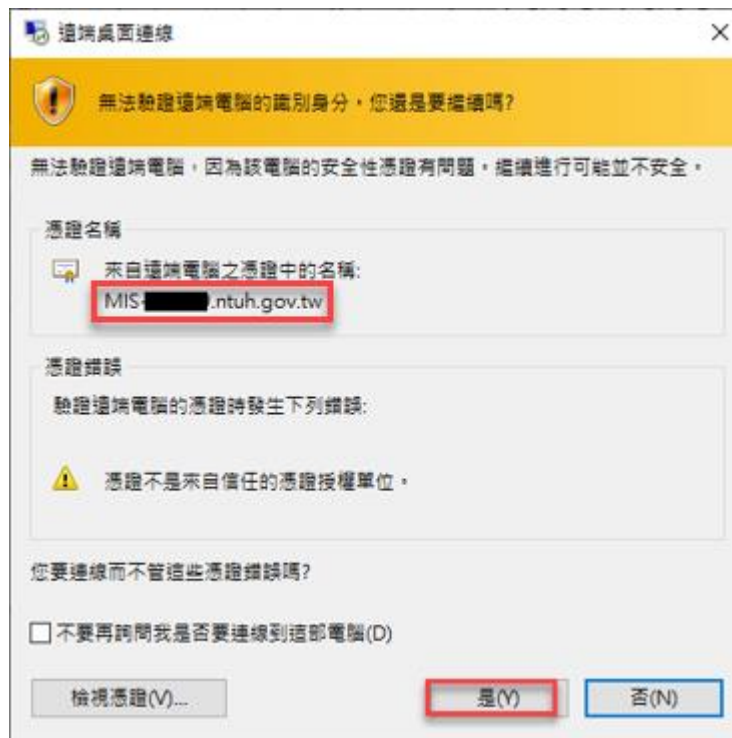 遠端桌面連線
無法驗證遠端電腦的識別身分。您還是要繼續嗎?
無法驗證遠端電腦，因為該電腦的安全性憑證有問題。繼續進行可能並不安全。
憑證名稱
來自遠端電腦之憑證中的名稱:
MIS- .ntuh.gov.tw
憑證錯誤
驗證遠端電腦的憑證時發生下列錯誤:
憑證不是來自信任的憑證授權單位。
您要連線而不管這些憑證錯誤嗎?
不要再詢問我是否要連線到這部電腦(D)
檢視憑證(V)...
是(Y)
否(N)